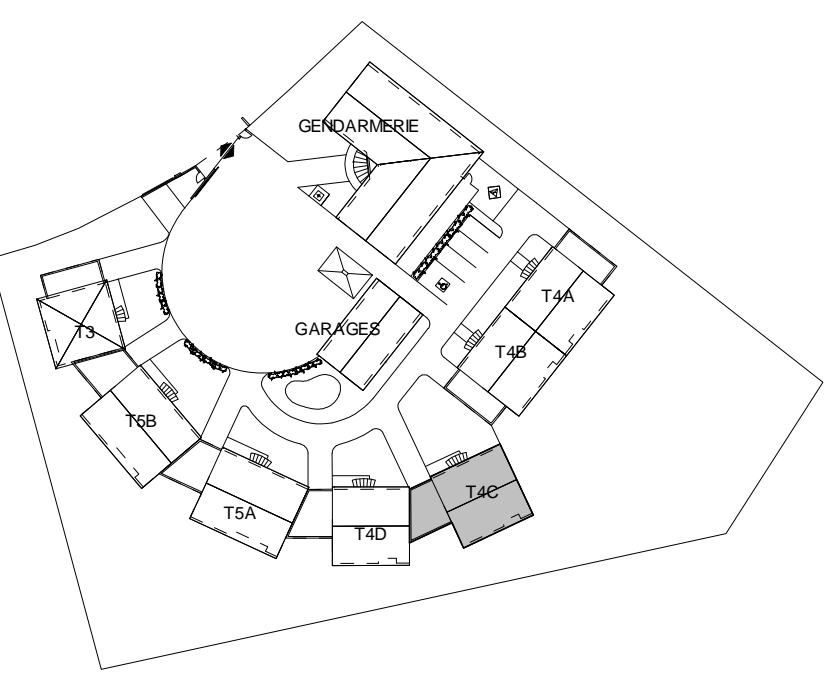 GENDARMERIE
T4A
T3
GARAGES
T4B
T5B
T4C
T5A
T4D